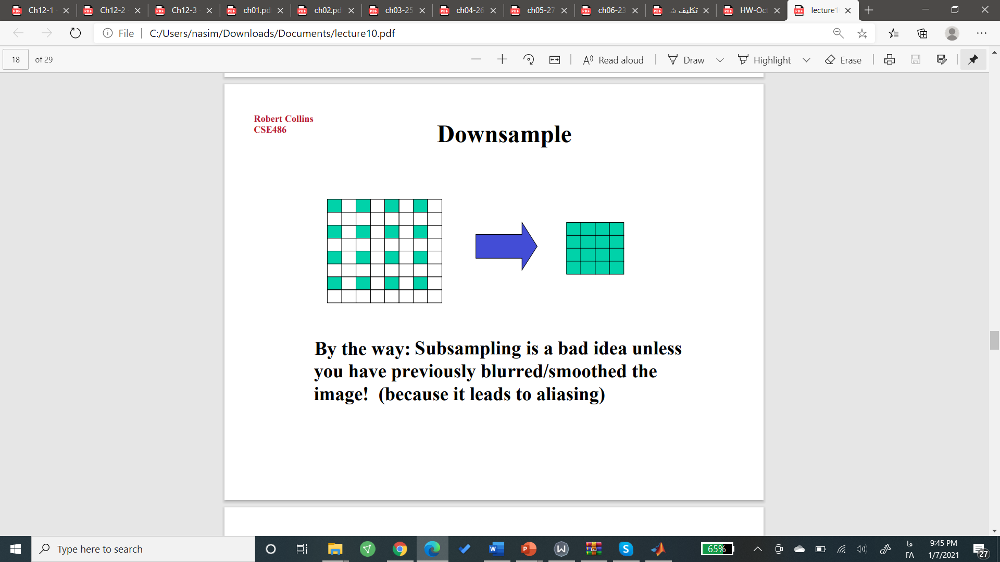 Ch12-1
Ch12-2
Ch12-3
ch01.pd
ch02.pd
ch03-25
ch04-26
ch05-27
ch06-23
تکلیف ش
HW-Oct
lecture1
File
C:/Users/nasim/Downloads/Documents/lecture10.pdf
18 of 29
Read aloud
Draw
Highlight
Erase
Robert Collins
CSE486
Downsample
By the way: Subsampling is a bad idea unless
you have previously blurred/smoothed the
image! (because it leads to aliasing)
Type here to search
65%
فا
FA
9:45 PM
1/7/2021
27